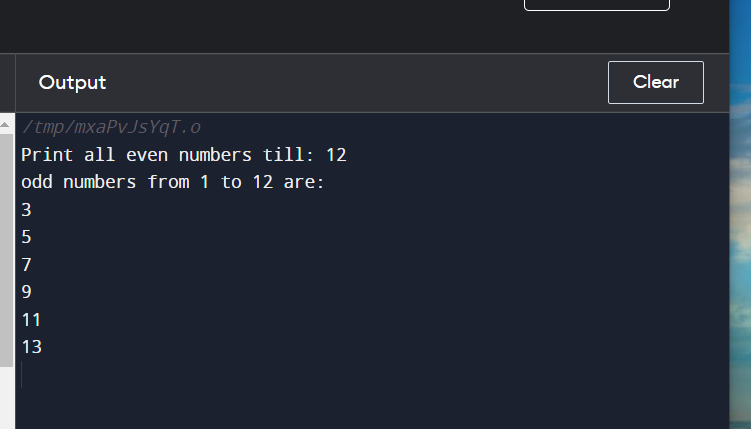 Output
Clear
/tmp/mxaPvJsYqT.o
Print all even numbers till: 12
odd numbers from 1 to 12 are:
3
5
7
9
11
13